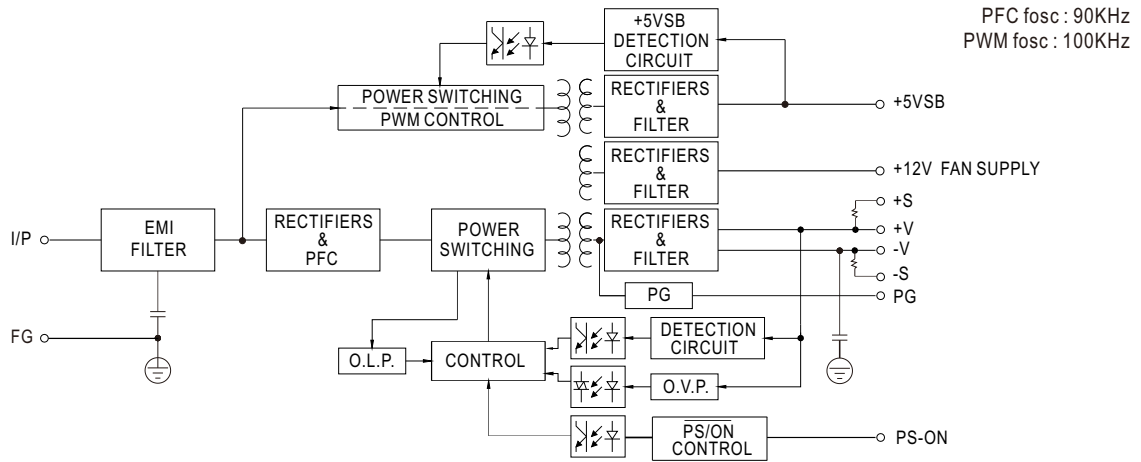 PFC fosc : 90KHz
PWM fosc : 100KHz
+5VSB
DETECTION
CIRCUIT
POWER SWITCHING
PWM CONTROL
RECTIFIERS
&
FILTER
+5VSB
RECTIFIERS
&
FILTER
+12V FAN SUPPLY
I/P
EMI
FILTER
RECTIFIERS
&
PFC
POWER
SWITCHING
RECTIFIERS
&
FILTER
+S
+V
-V
-S
PG
PG
FG
O.L.P.
CONTROL
DETECTION
CIRCUIT
O.V.P.
PS/ON
CONTROL
PS-ON